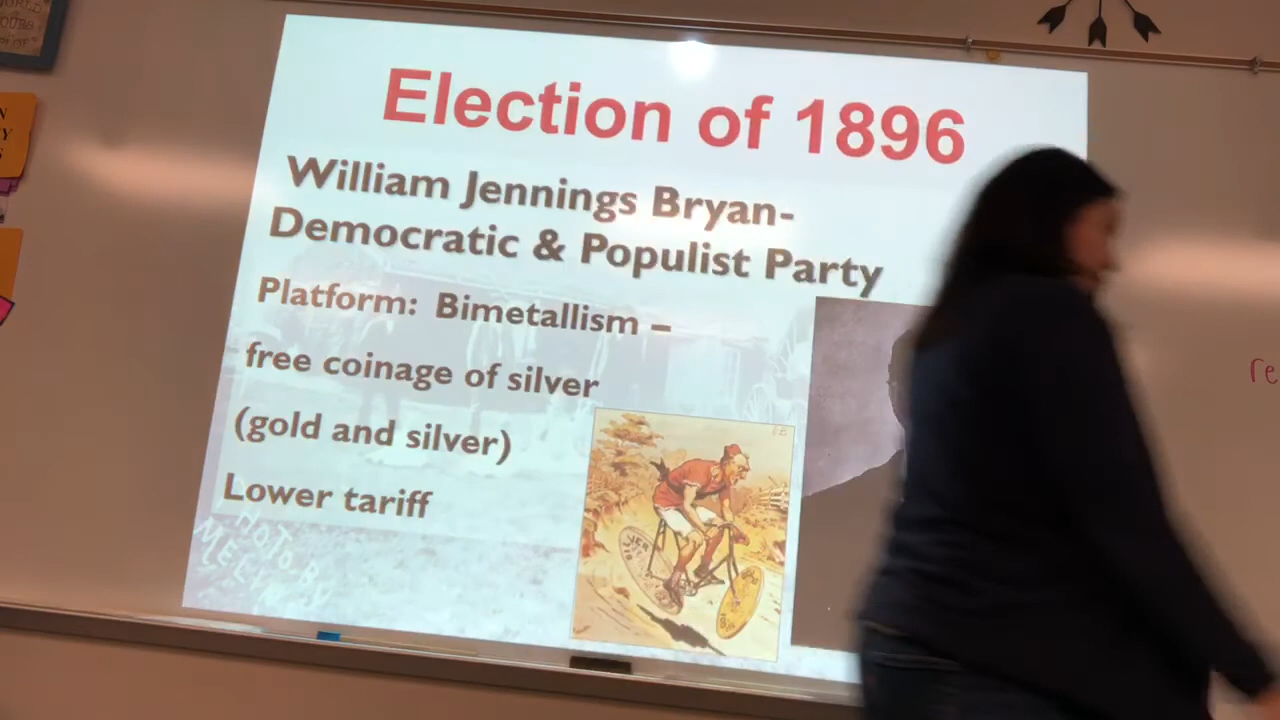 Election of 1896
William Jennings Bryan-
Democratic & Populist Party
Platform: Bimetallism –
free coinage of silver
(gold and silver)
Lower tariff